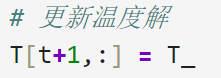 # 更新温度解
T[t+1,:] = T_